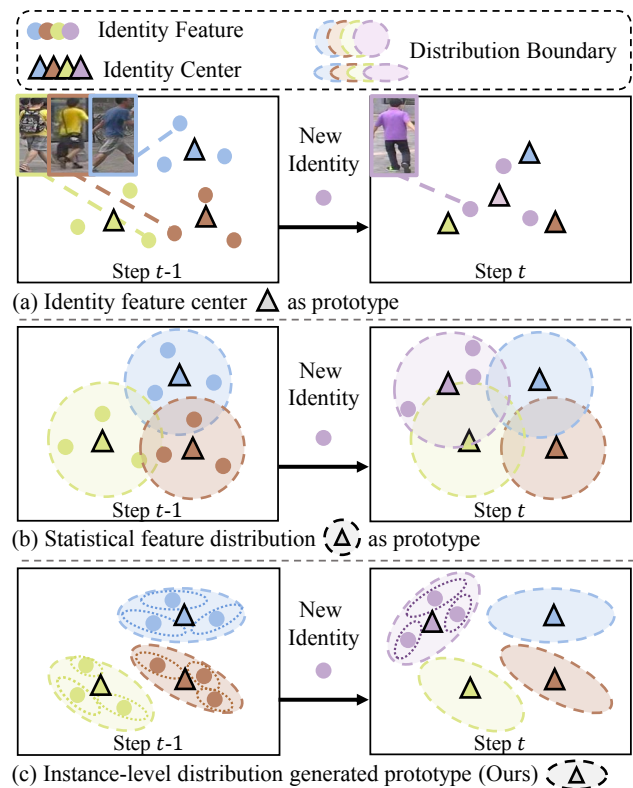 Identity Feature
Identity Center
Distribution Boundary
New
Identity
Step t-1
Step t
(a) Identity feature center as prototype
New
Identity
Step t-1
Step t
(b) Statistical feature distribution as prototype
New
Identity
Step t-1
Step t
(c) Instance-level distribution generated prototype (Ours)